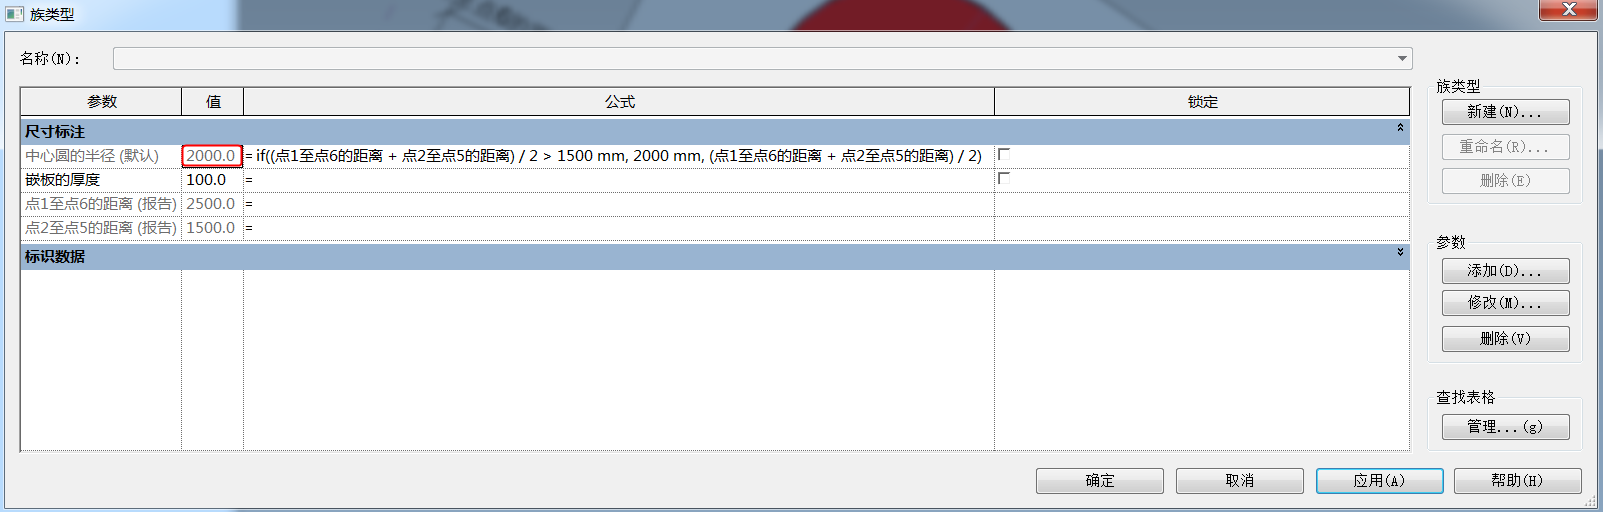 族类型
名称(N):
参数 值 公式 锁定
尺寸标注
中心圆的半径 (默认) 2000.0 = if((点1至点6的距离 + 点2至点5的距离) / 2 > 1500 mm, 2000 mm, (点1至点6的距离 + 点2至点5的距离) / 2)
嵌板的厚度 100.0 =
点1至点6的距离 (报告) 2500.0 =
点2至点5的距离 (报告) 1500.0 =
标识数据
族类型
新建(N)...
重命名(R)...
删除(E)
参数
添加(D)...
修改(M)...
删除(V)
查找表格
管理...(g)
确定 取消 应用(A) 帮助(H)